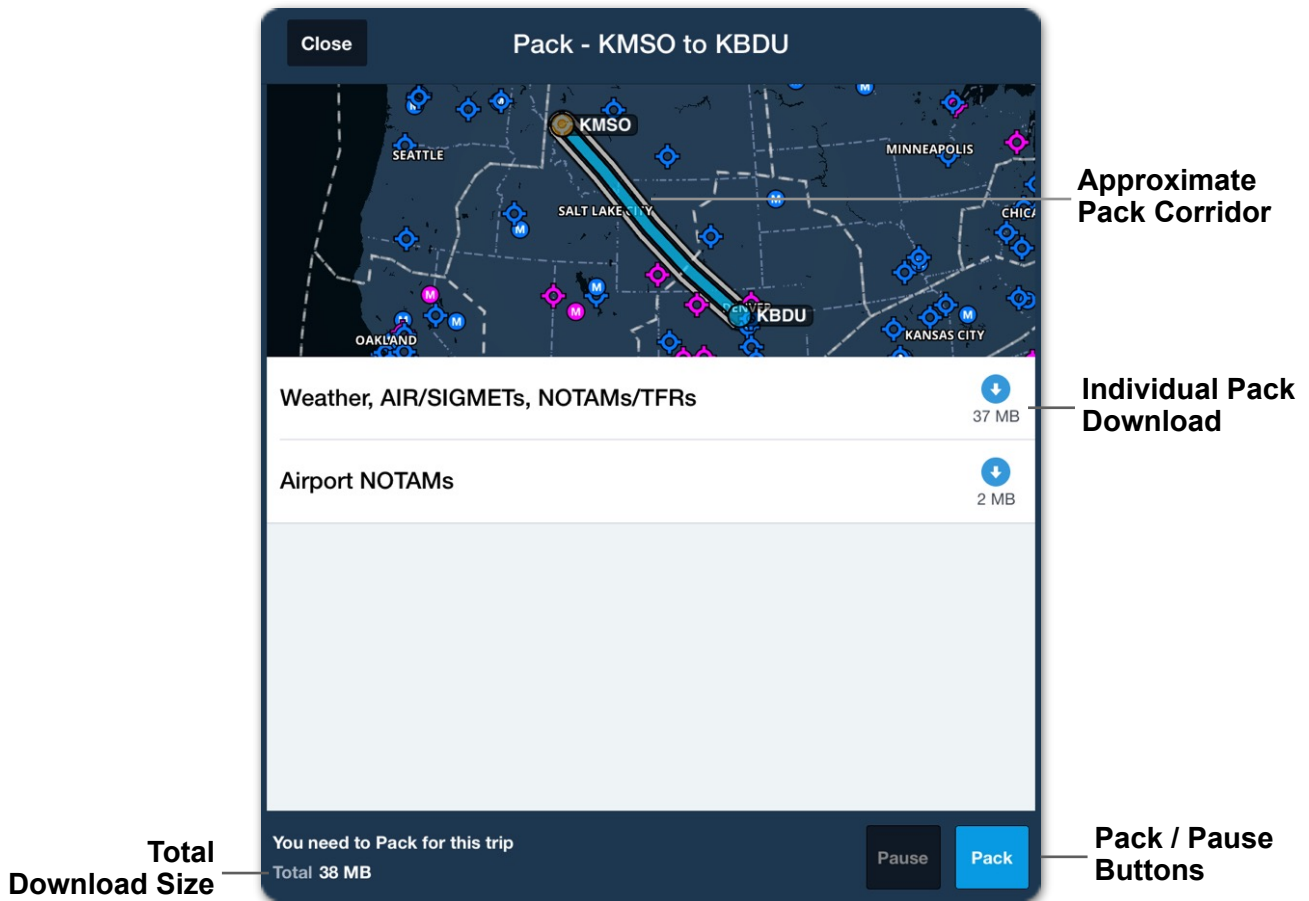 Close
Pack - KMSO to KBDU
M
M
M
KMSO
SEATTLE
MINNEAPOLIS
Approximate
Pack Corridor
M
SALT LAKE CITY
M
M
M
M
M
M
M
KBDU
OAKLAND
KANSAS CITY
Weather, AIR/SIGMETs, NOTAMs/TFRs
37 MB
Individual Pack
Download
Airport NOTAMs
2 MB
You need to Pack for this trip
Total 38 MB
Pause
Pack
Total
Download Size
Pack / Pause
Buttons